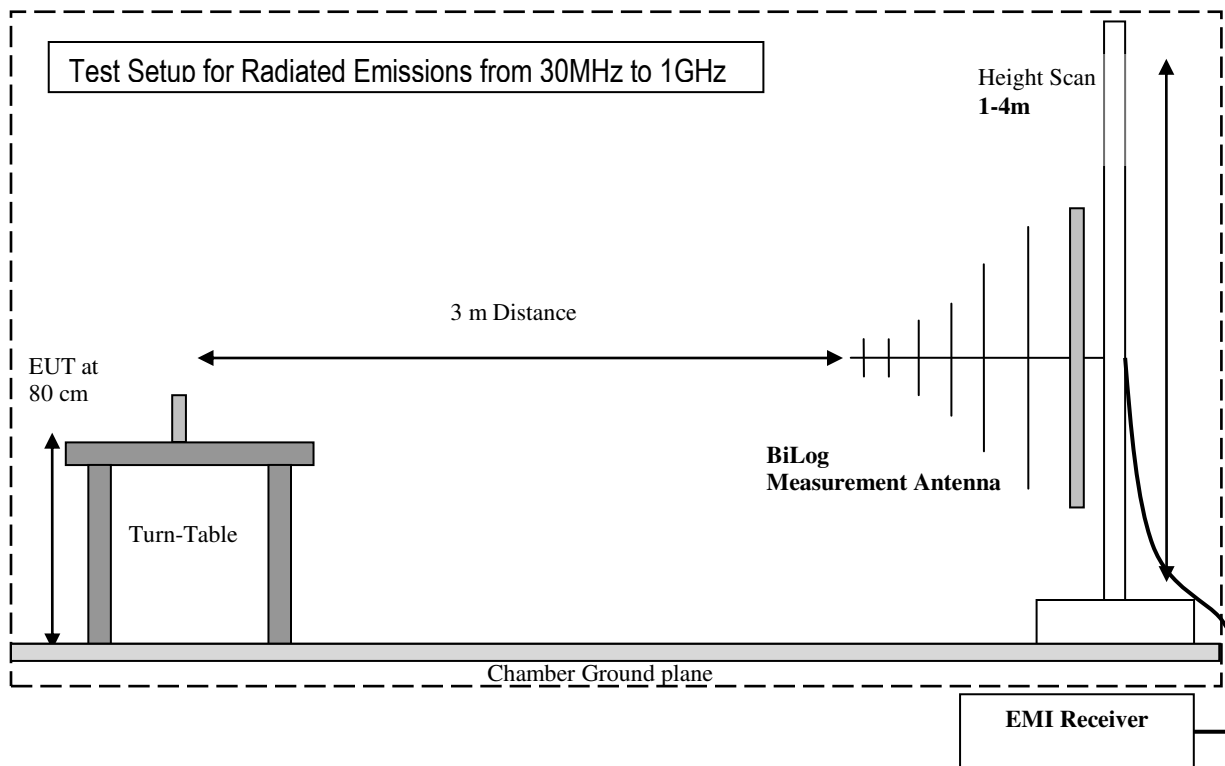 Test Setup for Radiated Emissions from 30MHz to 1GHz
Height Scan
1-4m
3 m Distance
EUT at
80 cm
BiLog
Measurement Antenna
Turn-Table
Chamber Ground plane
EMI Receiver